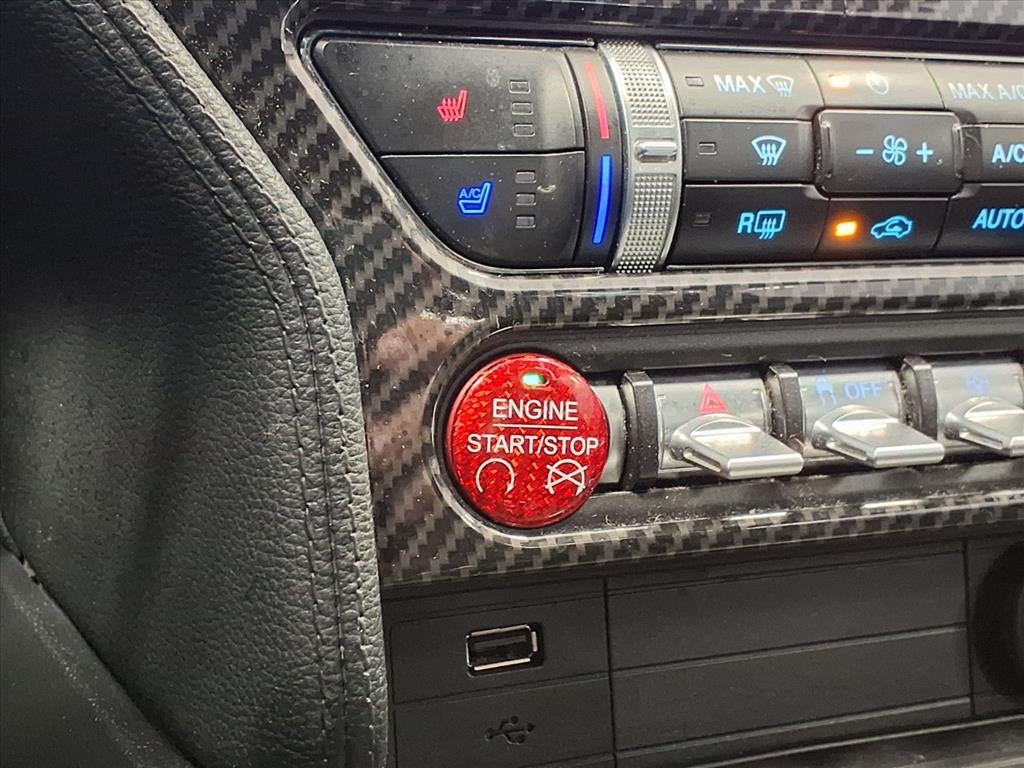 MAX
MAX A/C
- +
A/C
A/C
R
AUTO
OFF
ENGINE
START/STOP